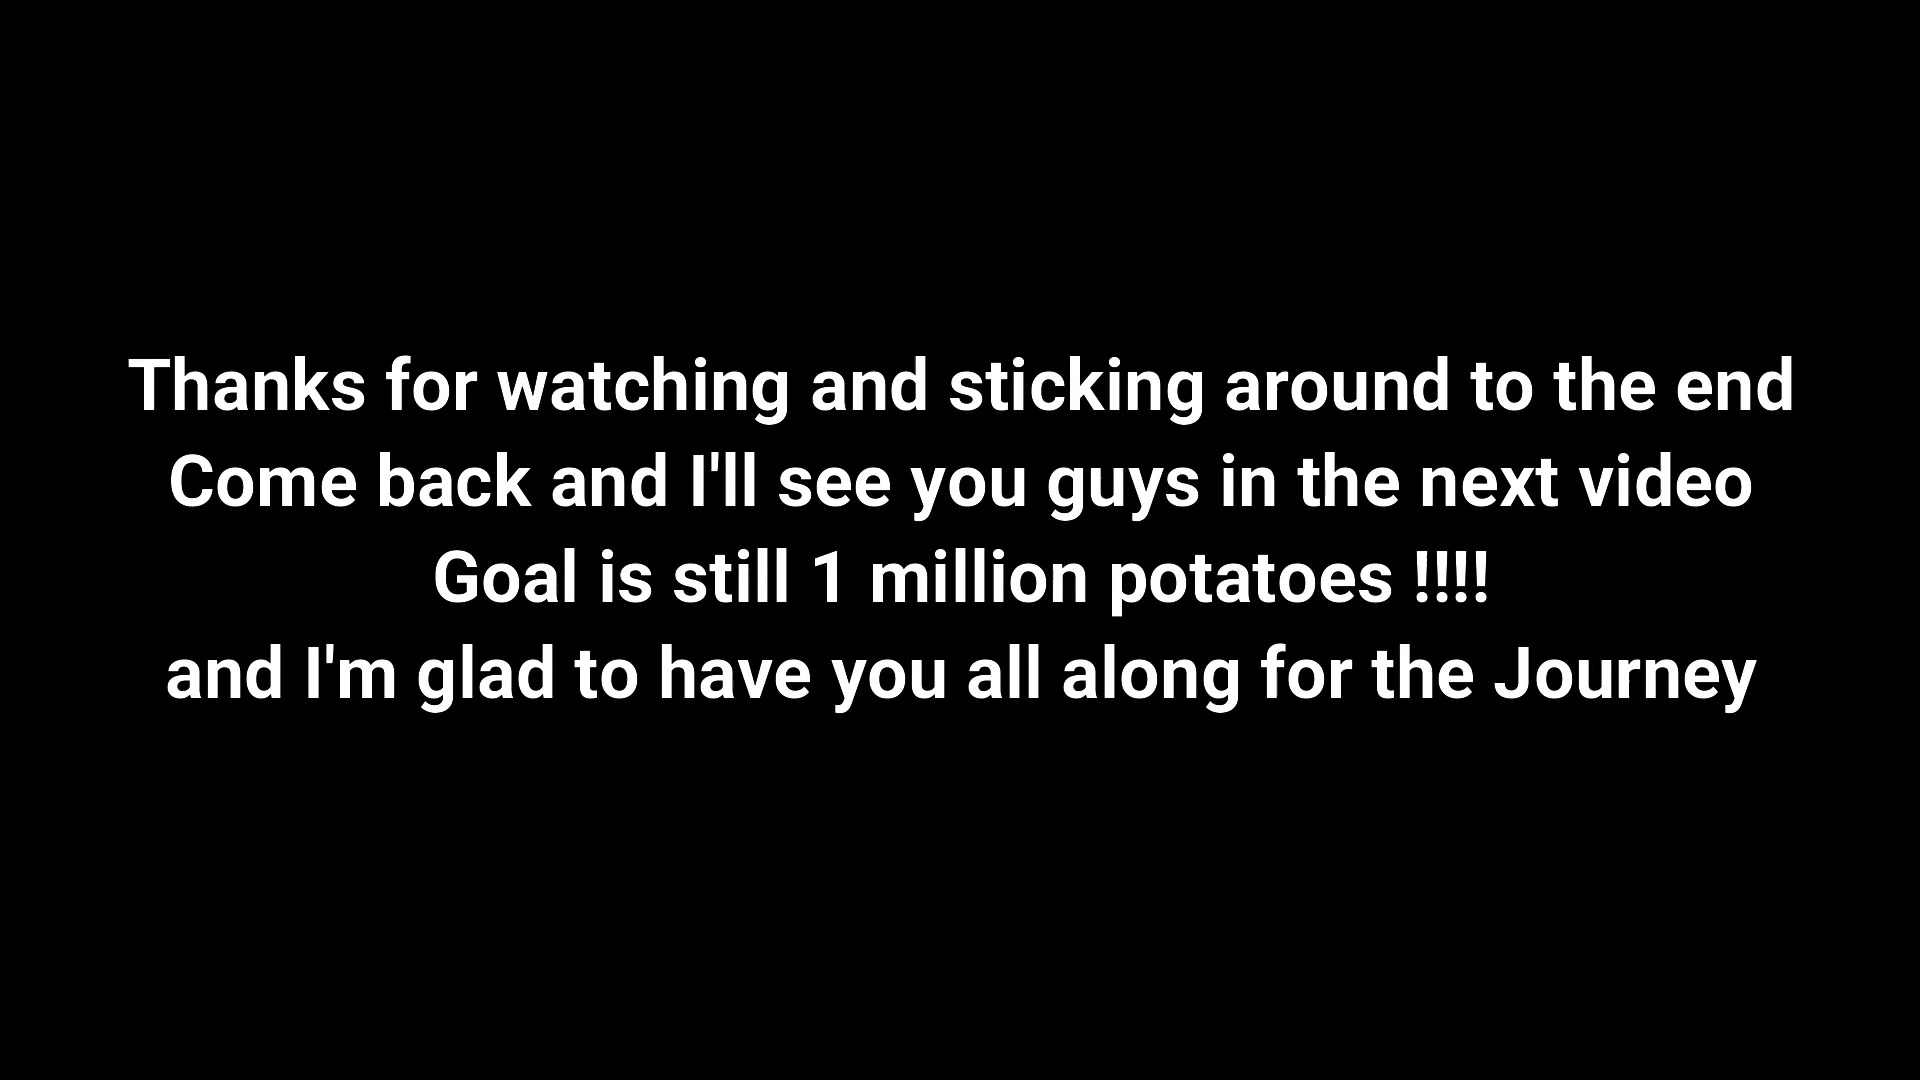 Thanks for watching and sticking around to the end
Come back and I'll see you guys in the next video
Goal is still 1 million potatoes !!!!
and I'm glad to have you all along for the Journey